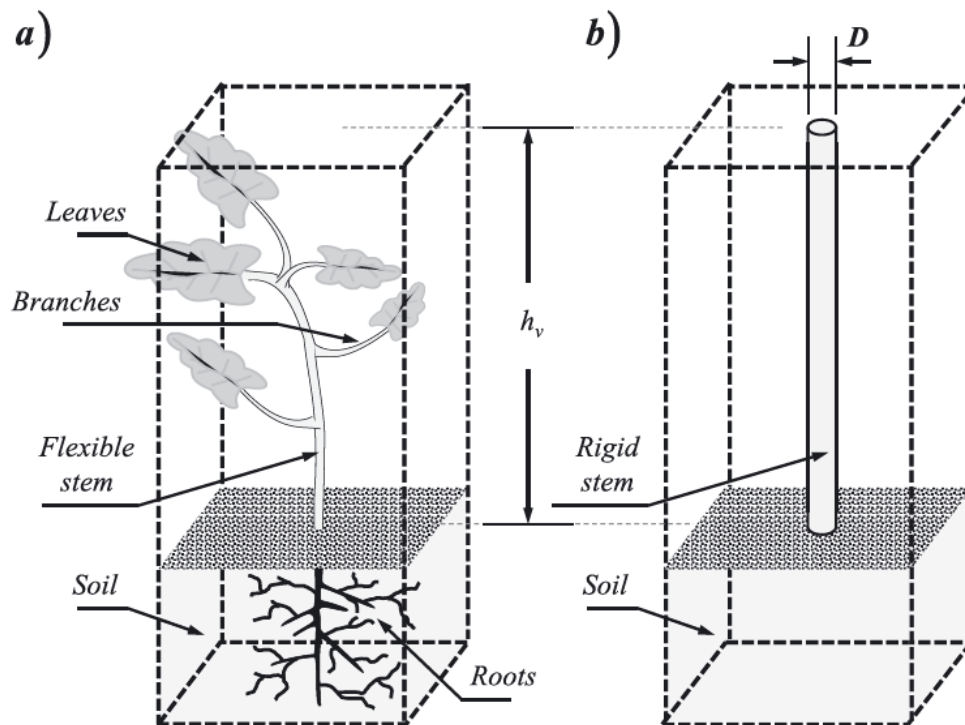 a)
b)
D
Leaves
Branches
h_v
Flexible
stem
Rigid
stem
Soil
Soil
Roots